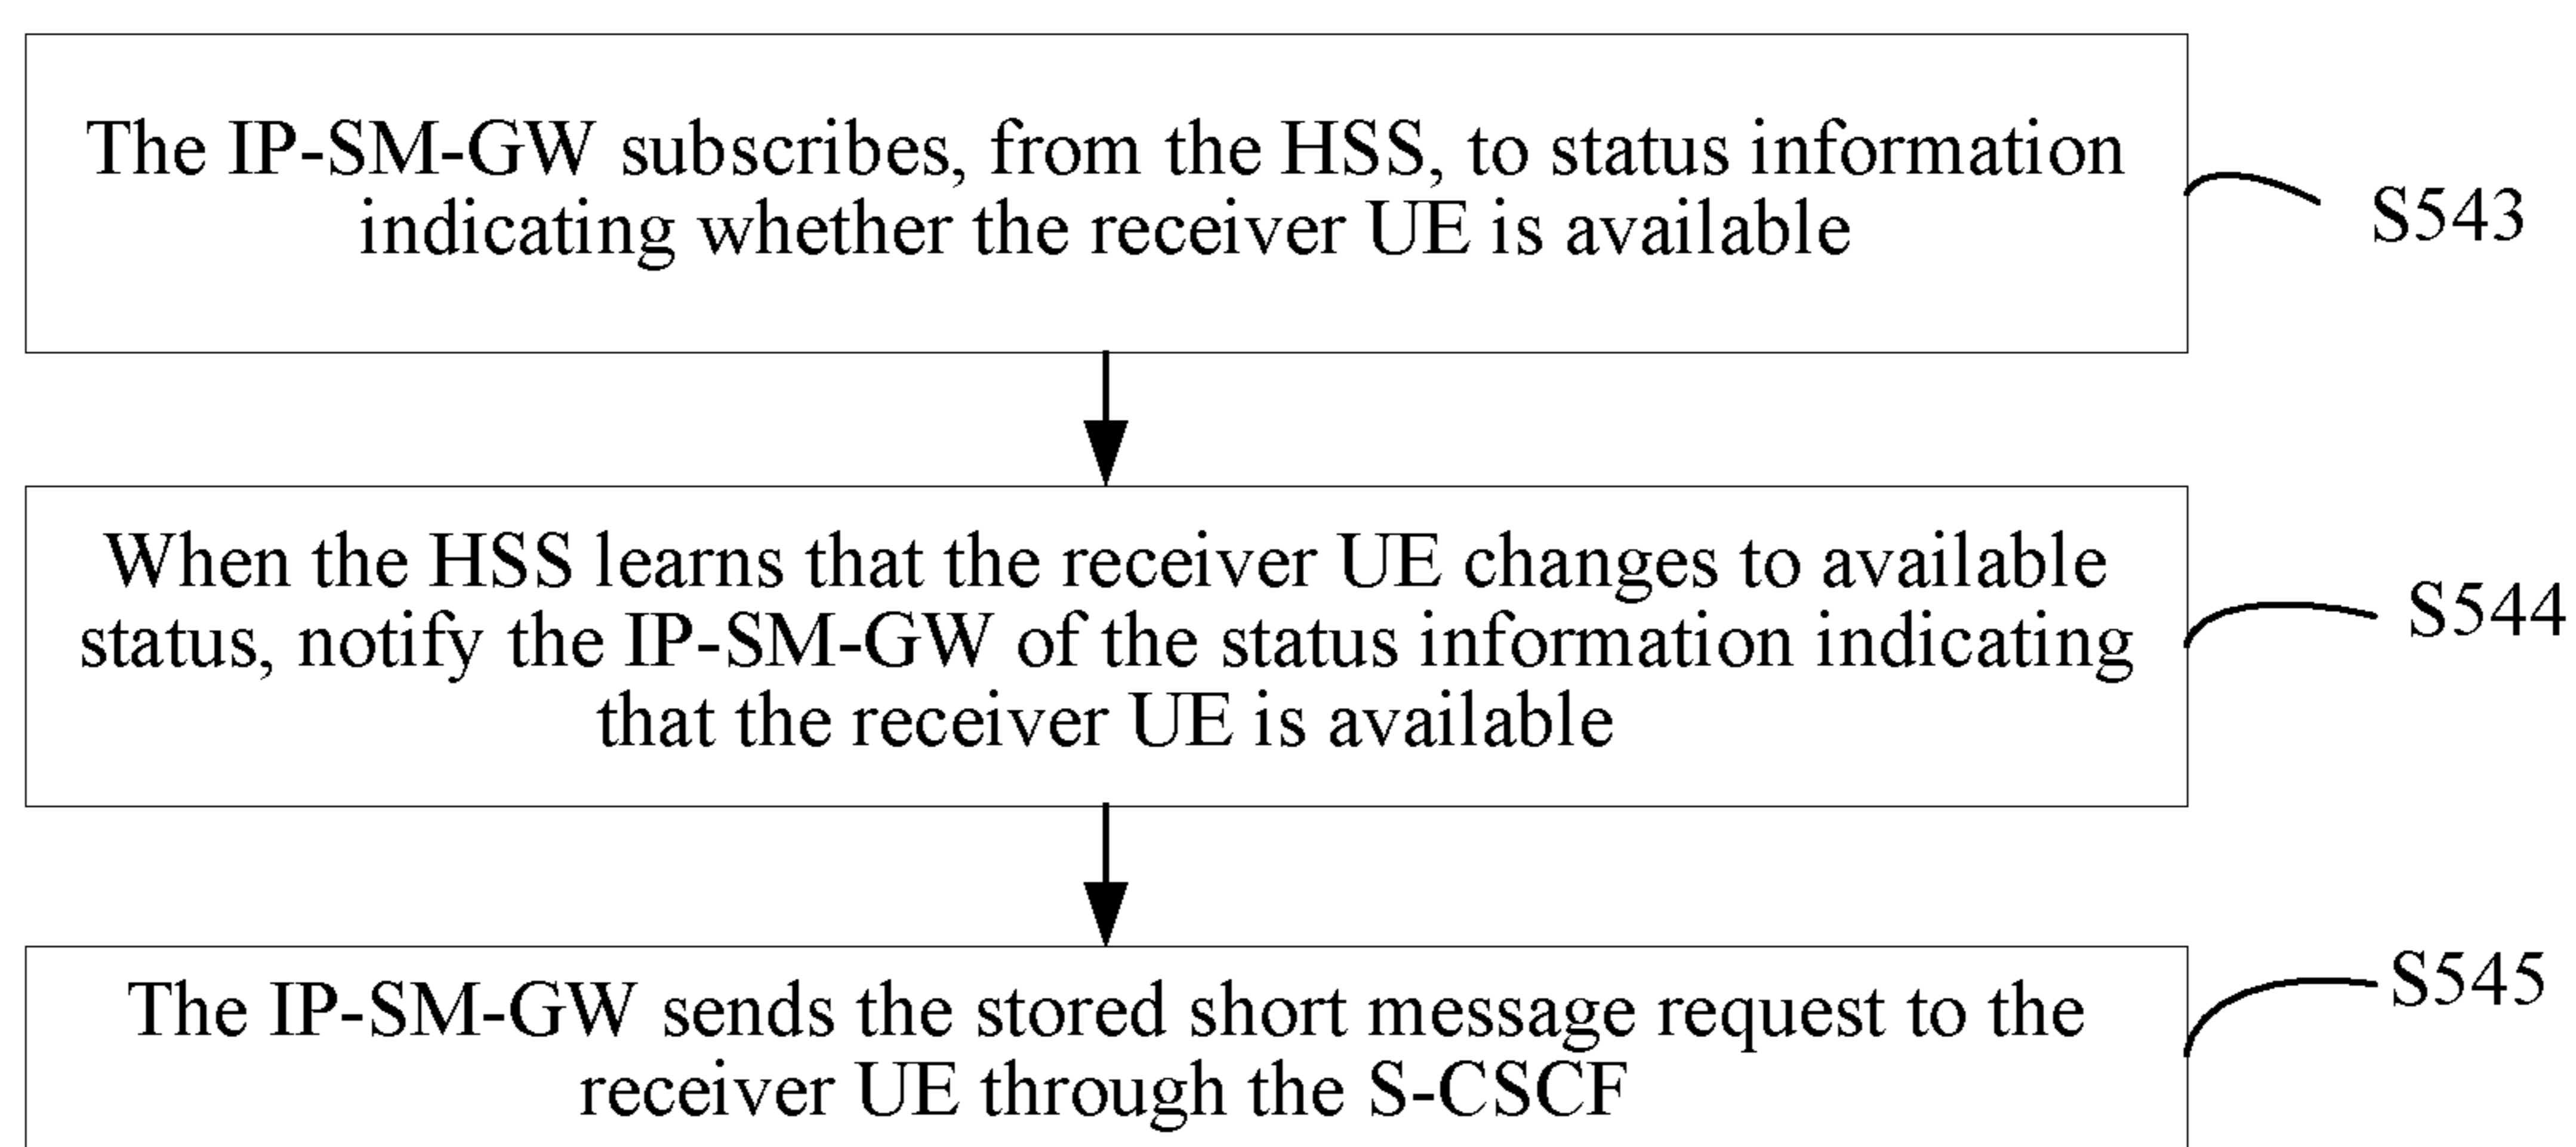 The IP-SM-GW subscribes, from the HSS, to status information
indicating whether the receiver UE is available
S543
When the HSS learns that the receiver UE changes to available
status, notify the IP-SM-GW of the status information indicating
that the receiver UE is available
S544
The IP-SM-GW sends the stored short message request to the
receiver UE through the S-CSCF
S545